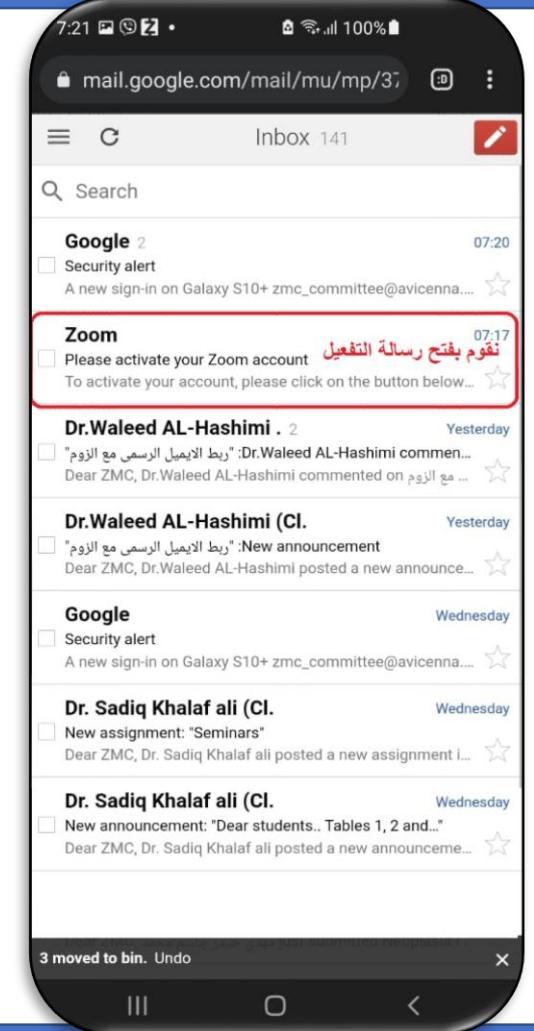 7:21 100%
mail.google.com/mail/mu/mp/37 :D
Inbox 141
Search
Google 2 07:20
Security alert
A new sign-in on Galaxy S10+ zmc_committee@avicenna....
Zoom 07:17
Please activate your Zoom account نقوم بفتح رسالة التفعيل
To activate your account, please click on the button below...
Dr.Waleed AL-Hashimi . 2 Yesterday
Dr.Waleed AL-Hashimi commen...: "ربط الايميل الرسمي مع الزوم"
Dear ZMC, Dr.Waleed AL-Hashimi commented on مع الزوم ...
Dr.Waleed AL-Hashimi (Cl. Yesterday
New announcement: "ربط الايميل الرسمي مع الزوم"
Dear ZMC, Dr.Waleed AL-Hashimi posted a new announce...
Google Wednesday
Security alert
A new sign-in on Galaxy S10+ zmc_committee@avicenna....
Dr. Sadiq Khalaf ali (Cl. Wednesday
New assignment: "Seminars"
Dear ZMC, Dr. Sadiq Khalaf ali posted a new assignment i...
Dr. Sadiq Khalaf ali (Cl. Wednesday
New announcement: "Dear students.. Tables 1, 2 and..."
Dear ZMC, Dr. Sadiq Khalaf ali posted a new announceme...
3 moved to bin. Undo